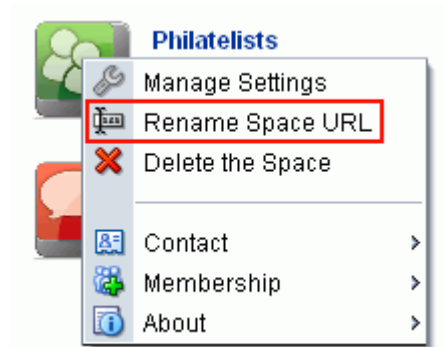 Philatelists
Manage Settings
Rename Space URL
Delete the Space
Contact
Membership
About